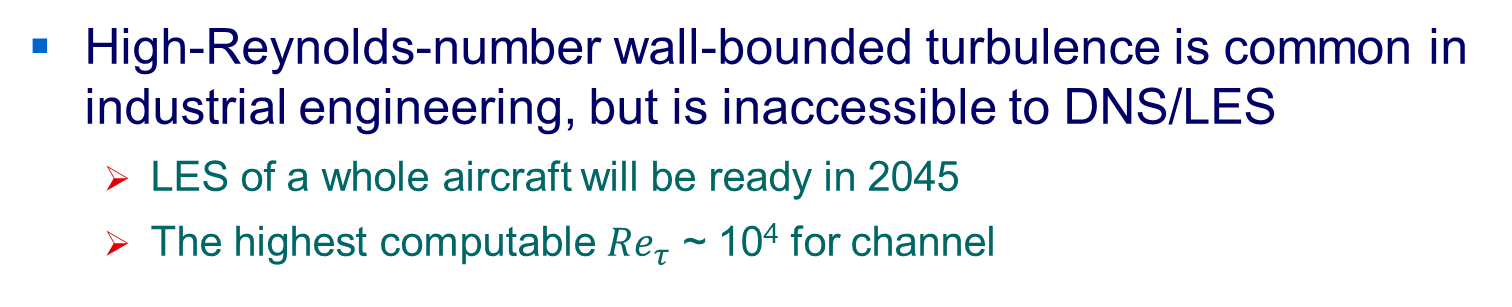 ▪ High-Reynolds-number wall-bounded turbulence is common in
industrial engineering, but is inaccessible to DNS/LES
➢ LES of a whole aircraft will be ready in 2045
➢ The highest computable 𝑅𝑒𝜏 ~ 10⁴ for channel